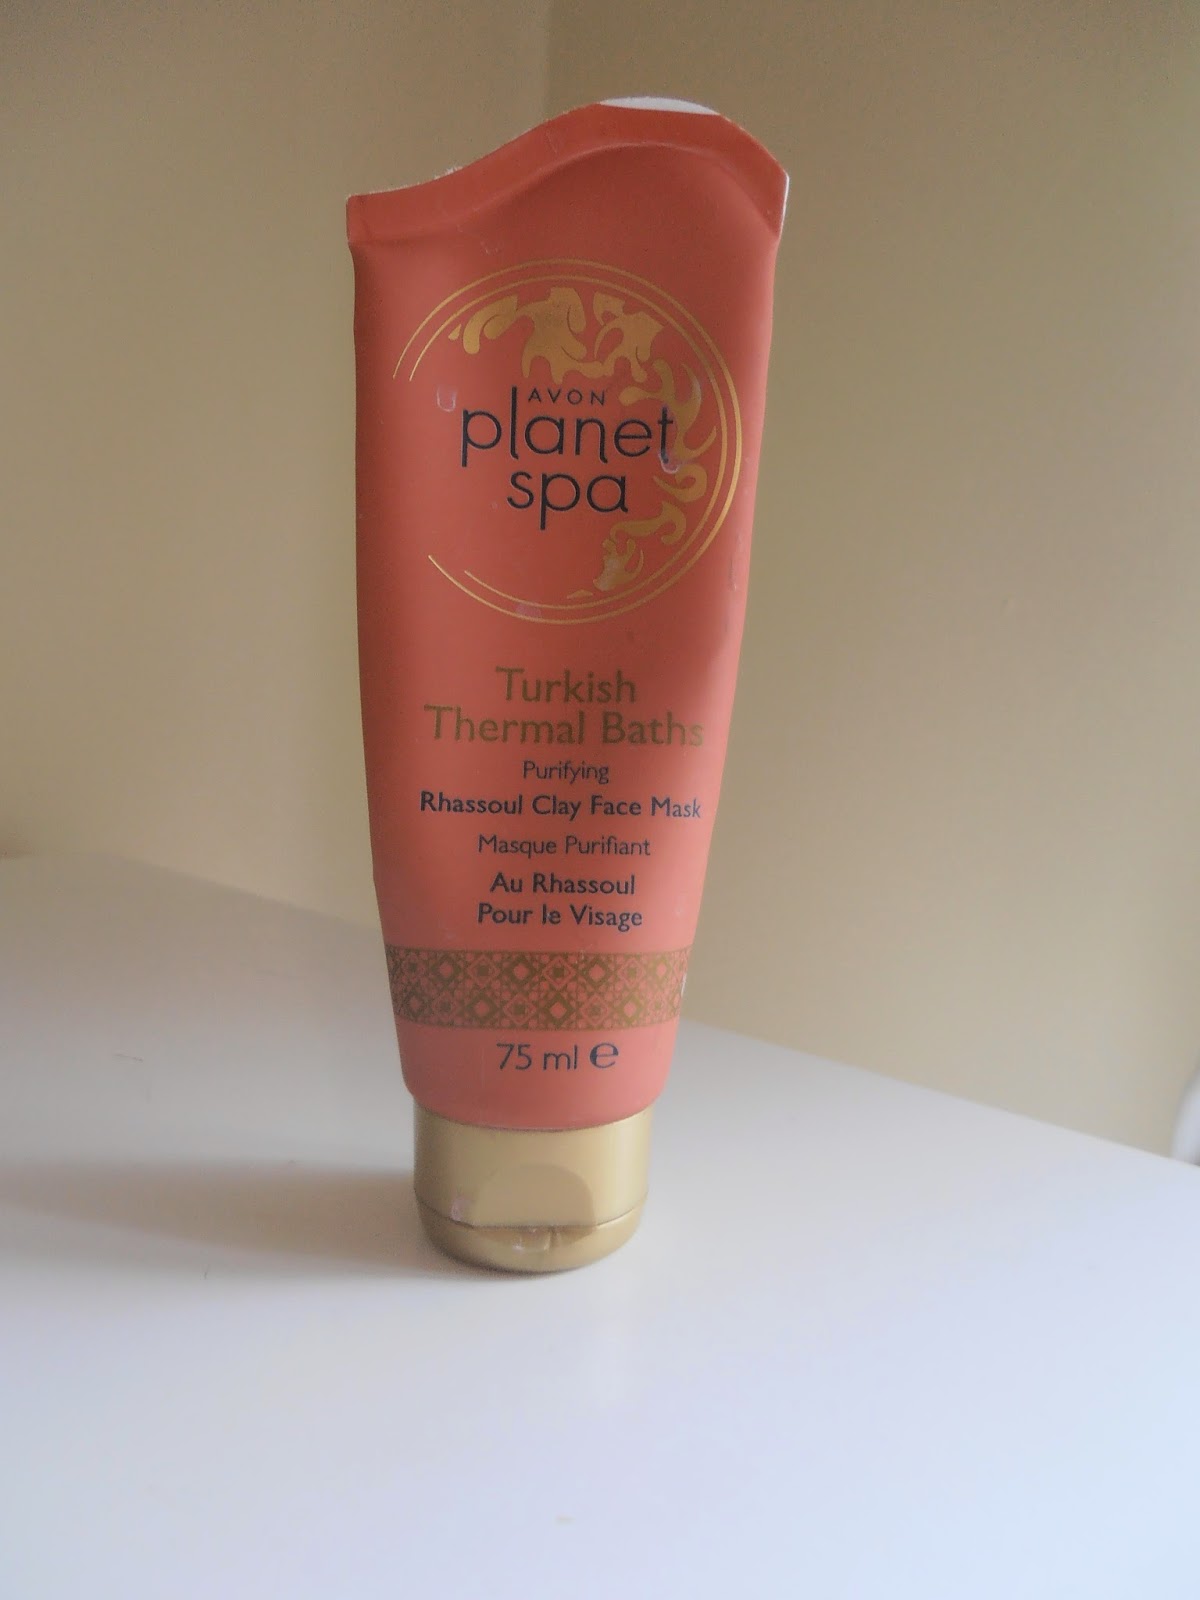 AVON
planet
spa
Turkish
Thermal Baths
Purifying
Rhassoul Clay Face Mask
Masque Purifiant
Au Rhassoul
Pour le Visage
75 ml ℮